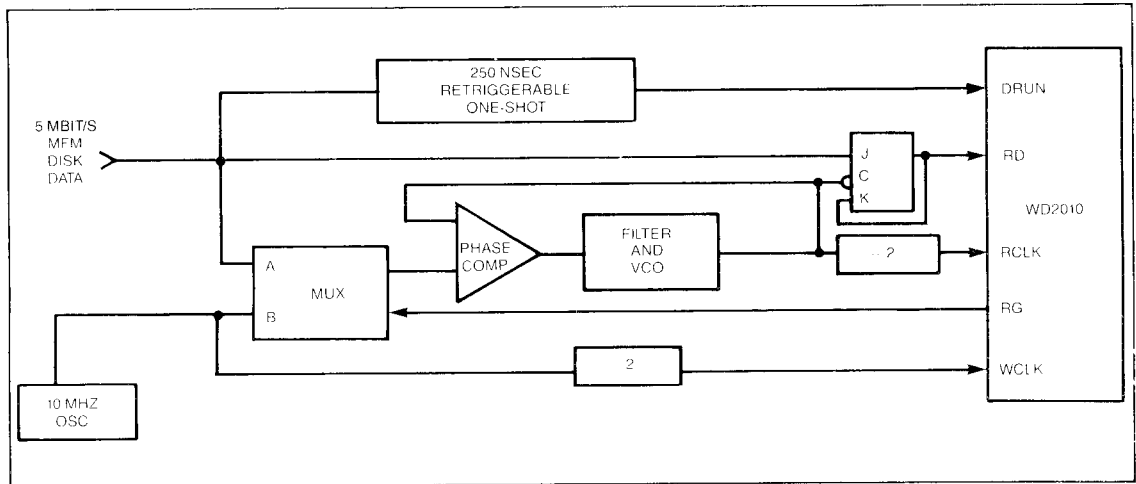 250 NSEC
RETRIGGERABLE
ONE-SHOT
DRUN
5 MBIT/S
MFM
DISK
DATA
J
C
K
RD
WD2010
PHASE
COMP
FILTER
AND
VCO
2
RCLK
A
MUX
B
RG
2
WCLK
10 MHZ
OSC